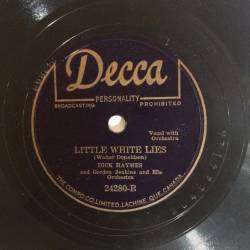 Decca
PERSONALITY
BROADCASTING PROHIBITED
Vocal with
Orchestra
LITTLE WHITE LIES
(Walter Donaldson)
DICK HAYMES
and Gordon Jenkins and His
Orchestra
24280-B
THE COMPO CO. LIMITED, LACHINE QUE. CANADA.